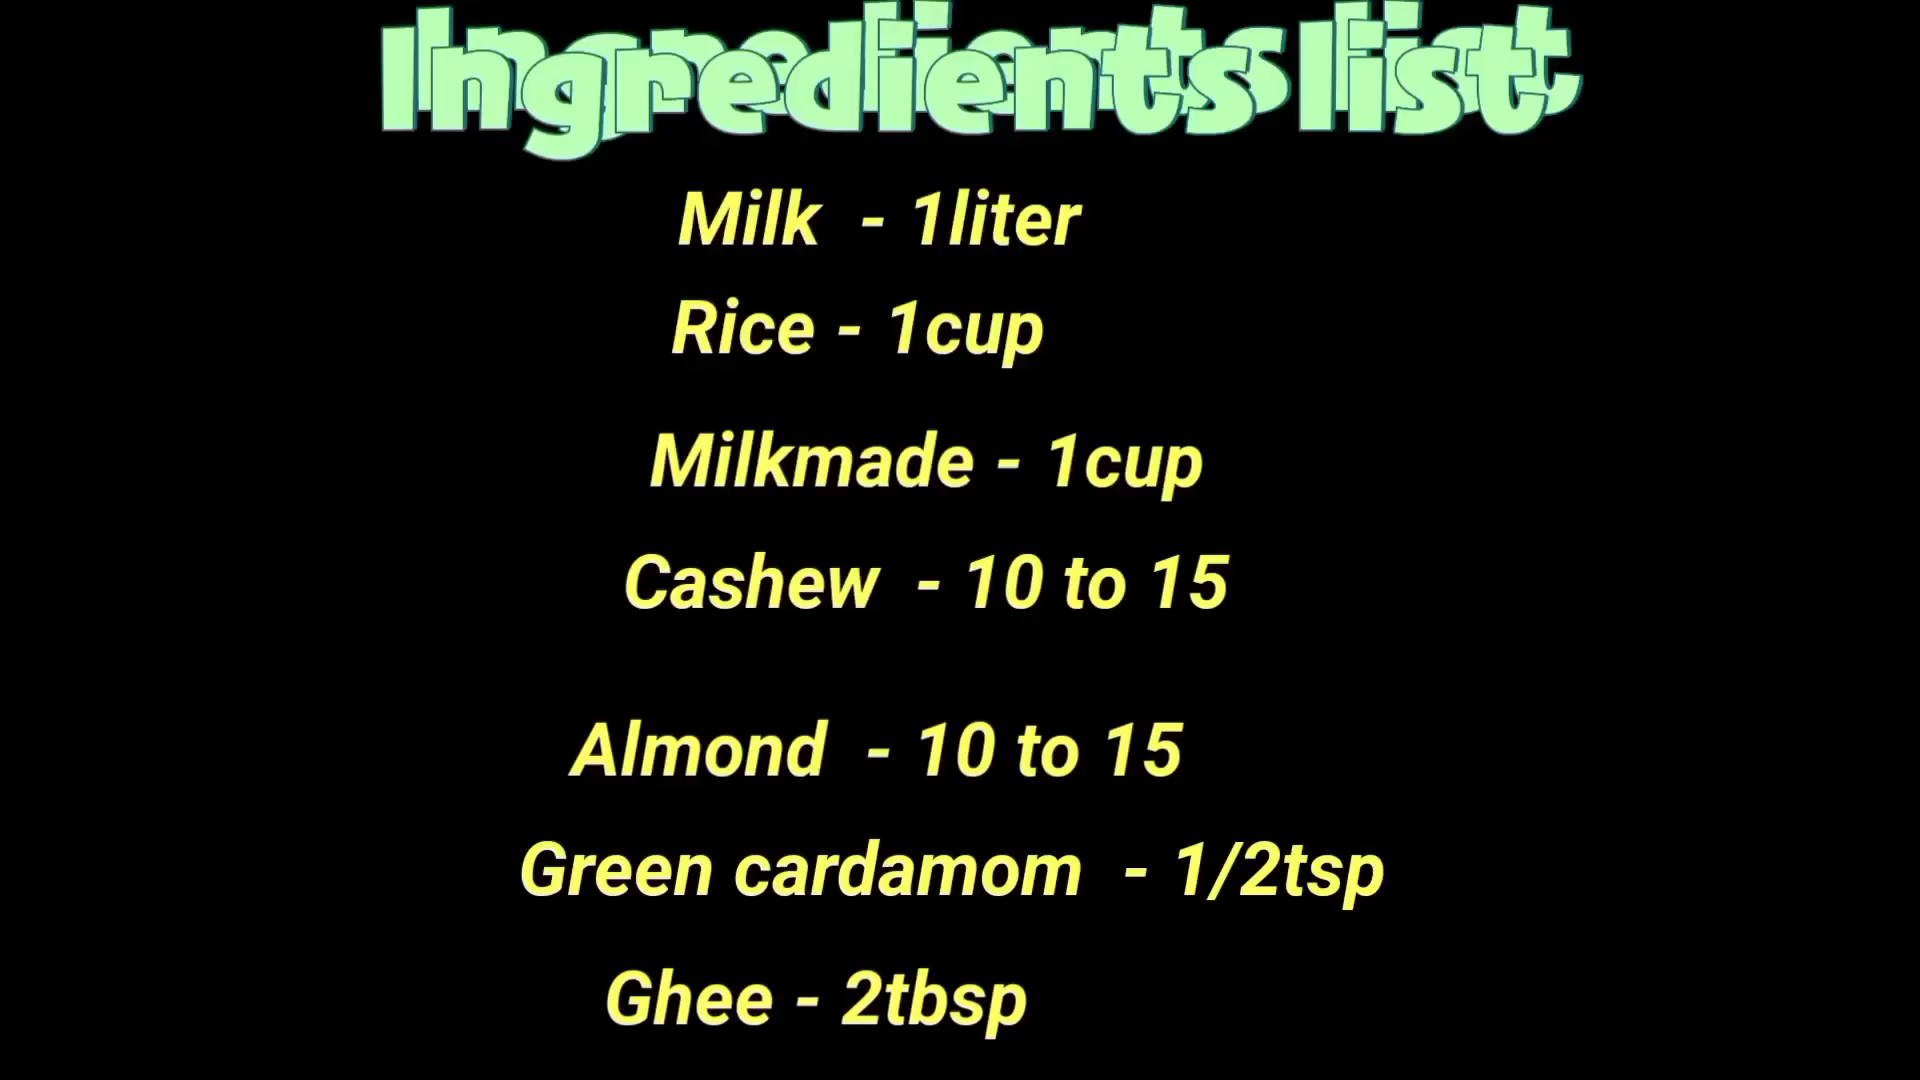 Ingredients list
Milk - 1liter
Rice - 1cup
Milkmade - 1cup
Cashew - 10 to 15
Almond - 10 to 15
Green cardamom - 1/2tsp
Ghee - 2tbsp